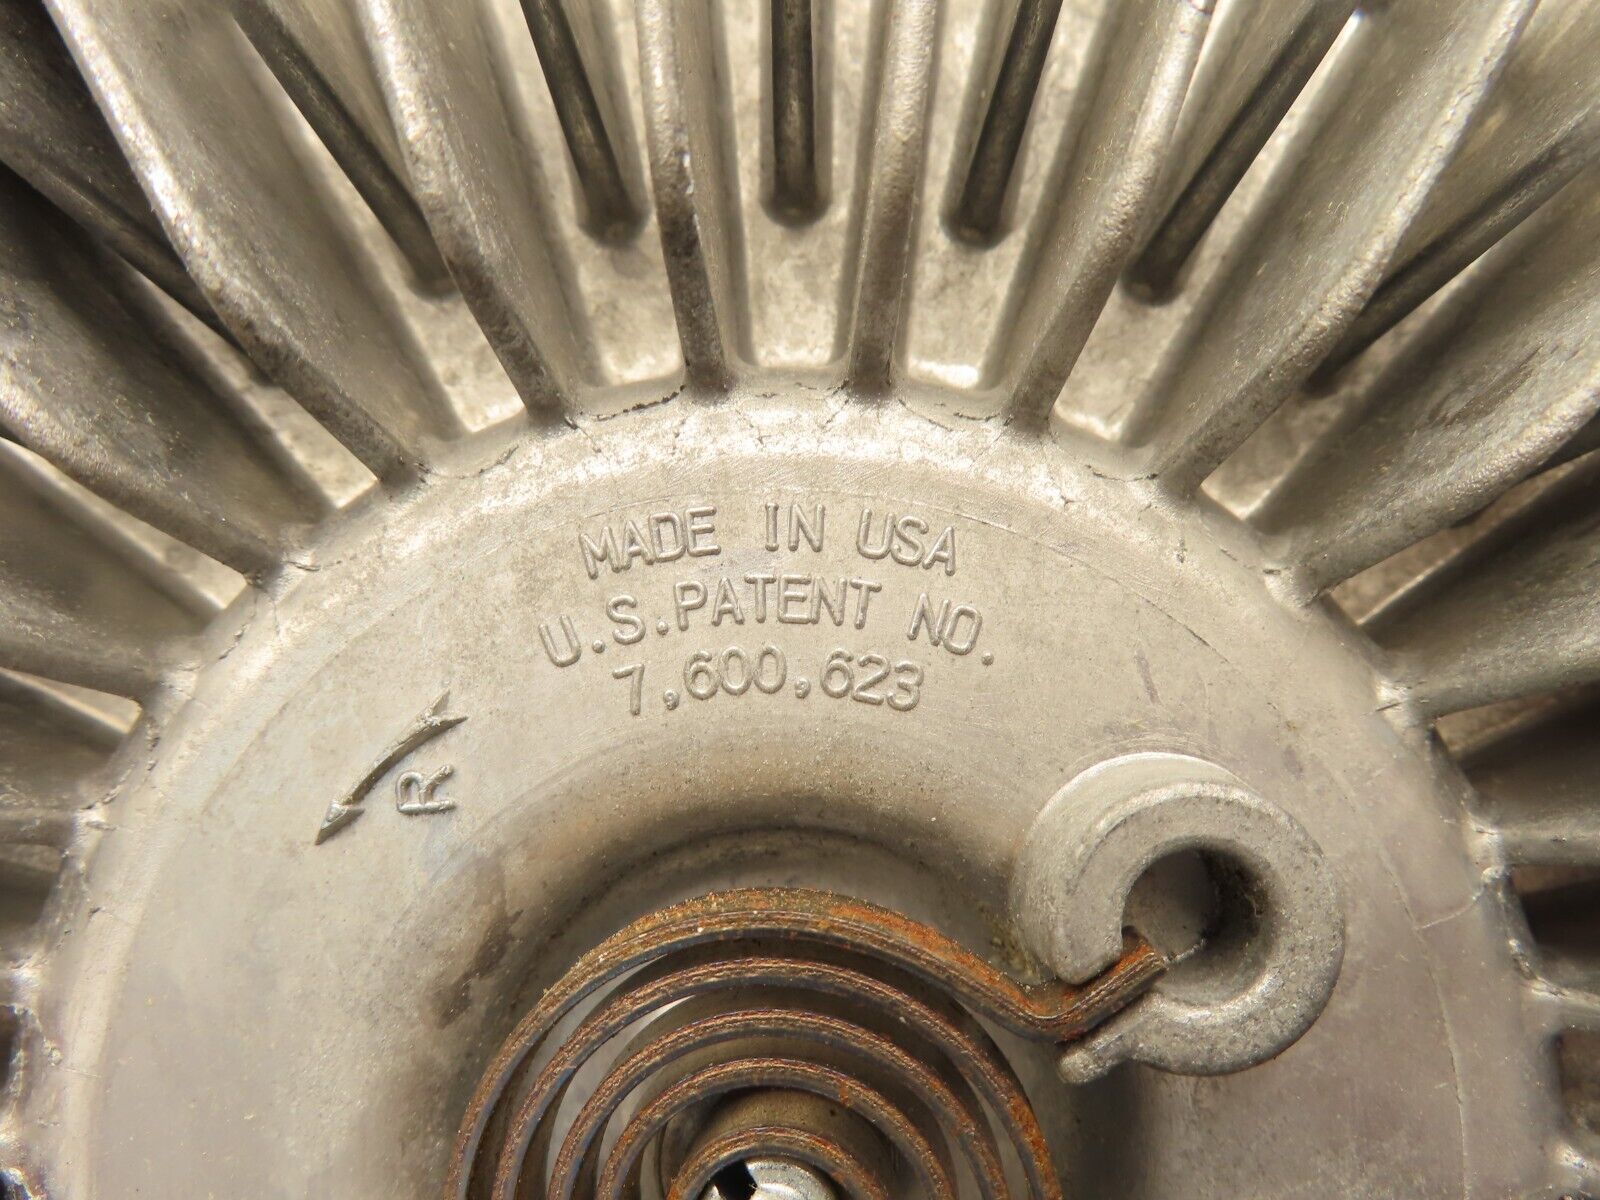 MADE IN USA
U.S. PATENT NO.
7,600,623
R